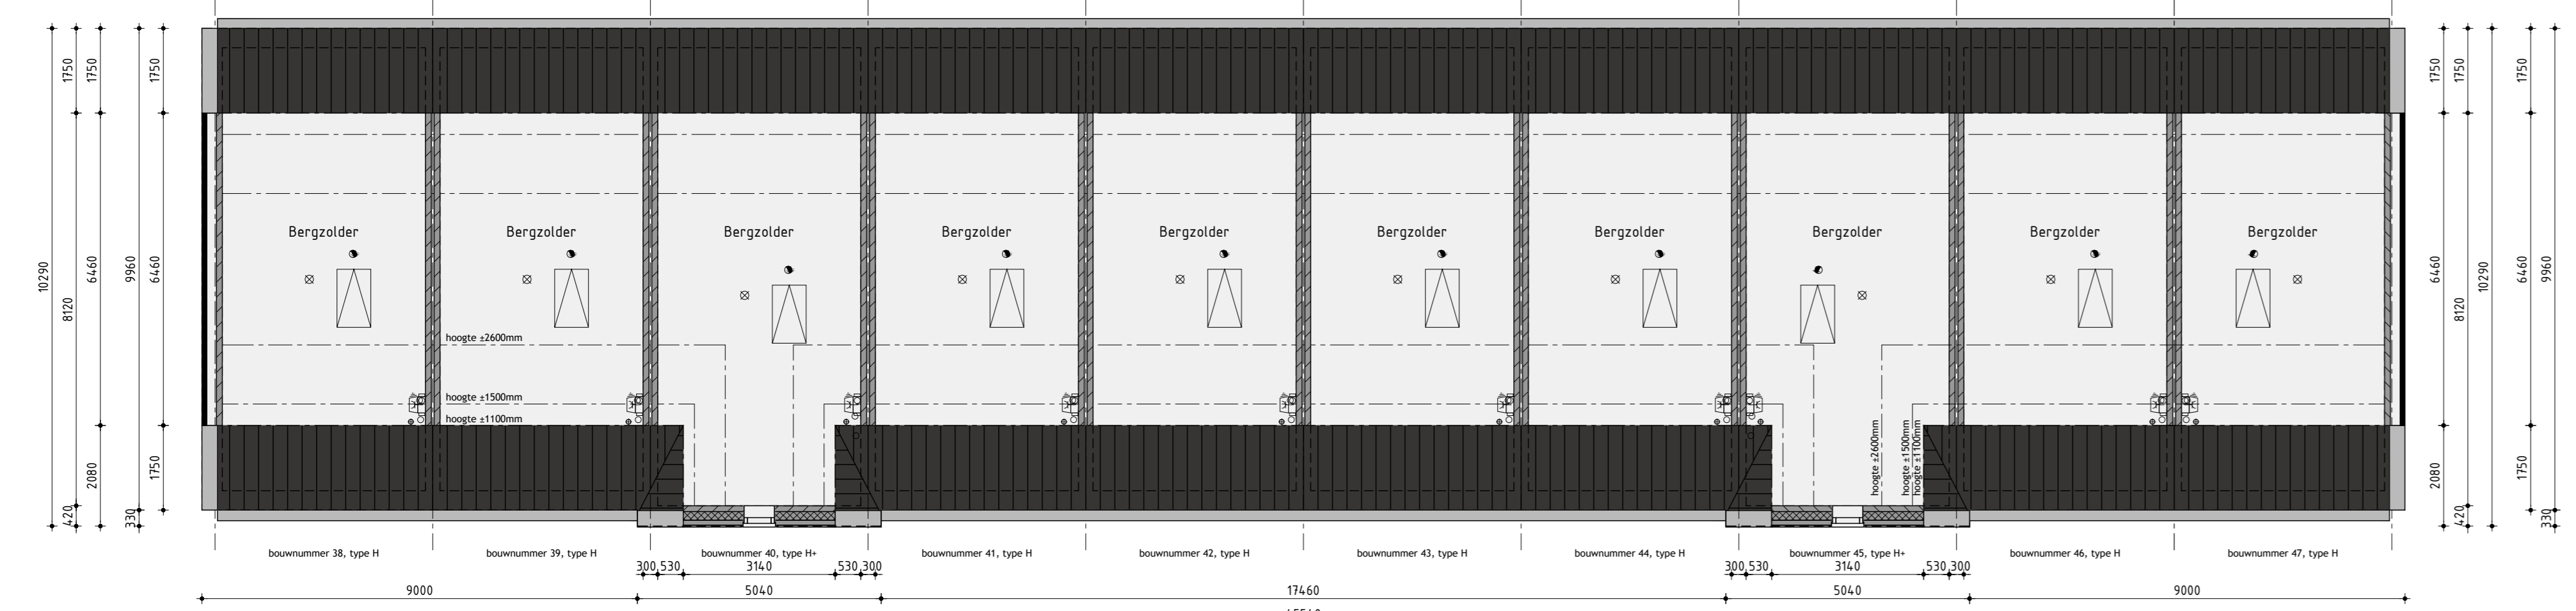 1750 1750 1750 1750 1750 1750 1750
Bergzolder Bergzolder Bergzolder Bergzolder Bergzolder Bergzolder Bergzolder Bergzolder Bergzolder Bergzolder
10290 8120 6460 9960 6460
6460 8120 10290 6460 9960
hoogte ±2600mm
hoogte ±1500mm
hoogte ±1100mm
hoogte ±2600mm
hoogte ±1500mm
hoogte ±1100mm
420 2080 330 1750
2080 420 1750 330
bouwnummer 38, type H bouwnummer 39, type H bouwnummer 40, type H+ bouwnummer 41, type H bouwnummer 42, type H bouwnummer 43, type H bouwnummer 44, type H bouwnummer 45, type H+ bouwnummer 46, type H bouwnummer 47, type H
300 530 3140 530 300 300 530 3140 530 300
9000 5040 17460 5040 9000